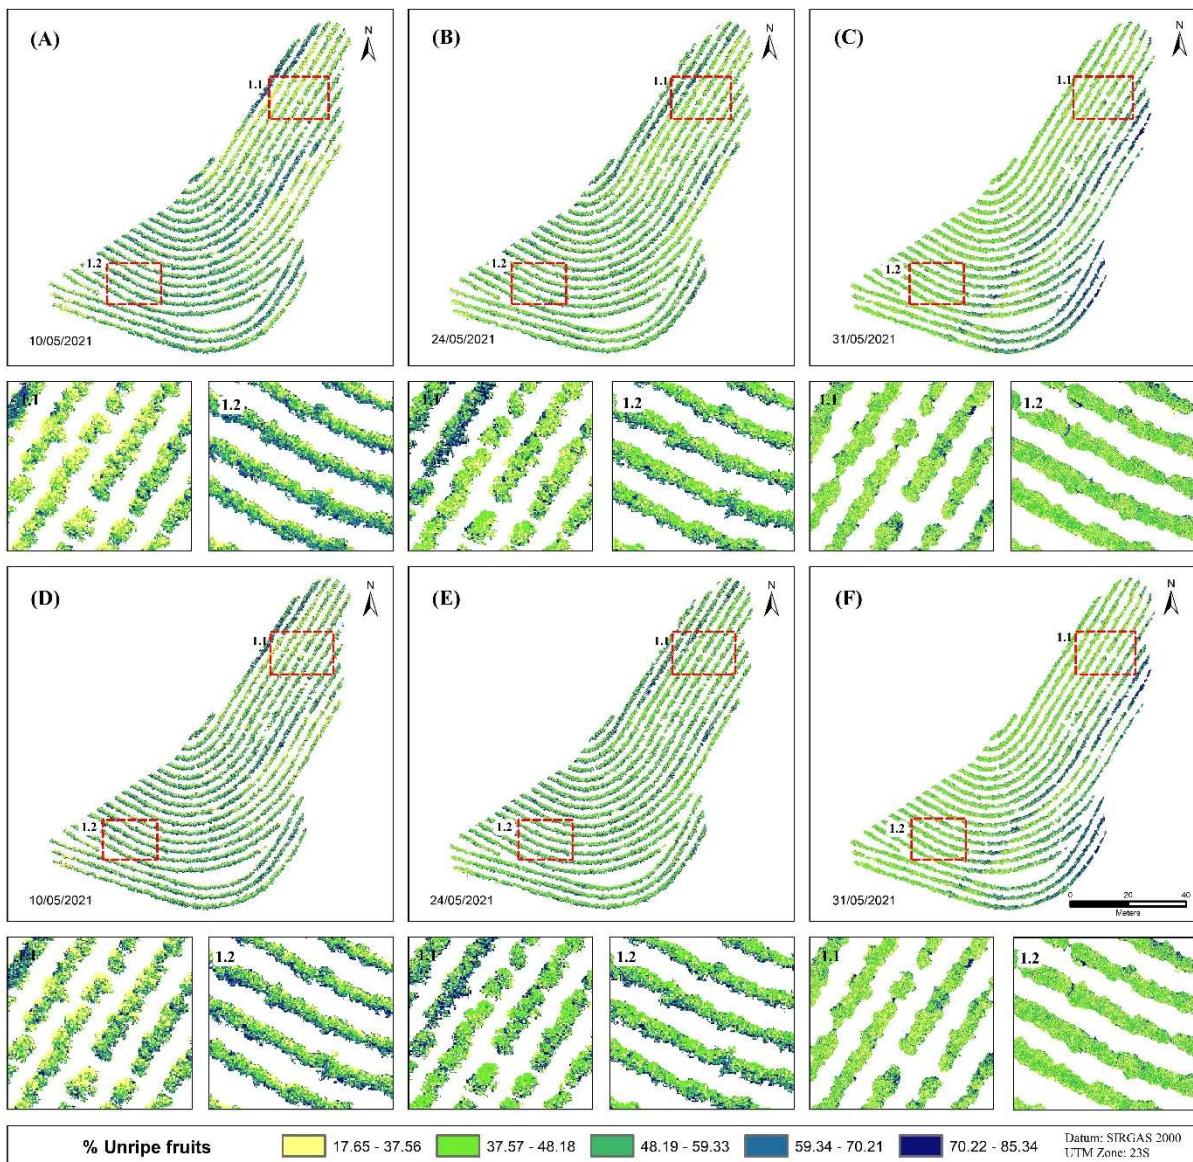 (A)
N
1.1
1.2
10/05/2021
(B)
N
1.1
1.2
24/05/2021
(C)
N
1.1
1.2
31/05/2021
1.1
1.2
1.1
1.2
1.1
1.2
(D)
N
1.1
1.2
10/05/2021
(E)
N
1.1
1.2
24/05/2021
(F)
N
1.1
1.2
31/05/2021
0 20 40
Meters
1.1
1.2
1.1
1.2
1.1
1.2
% Unripe fruits
17.65 - 37.56
37.57 - 48.18
48.19 - 59.33
59.34 - 70.21
70.22 - 85.34
Datum: SIRGAS 2000
UTM Zone: 23S